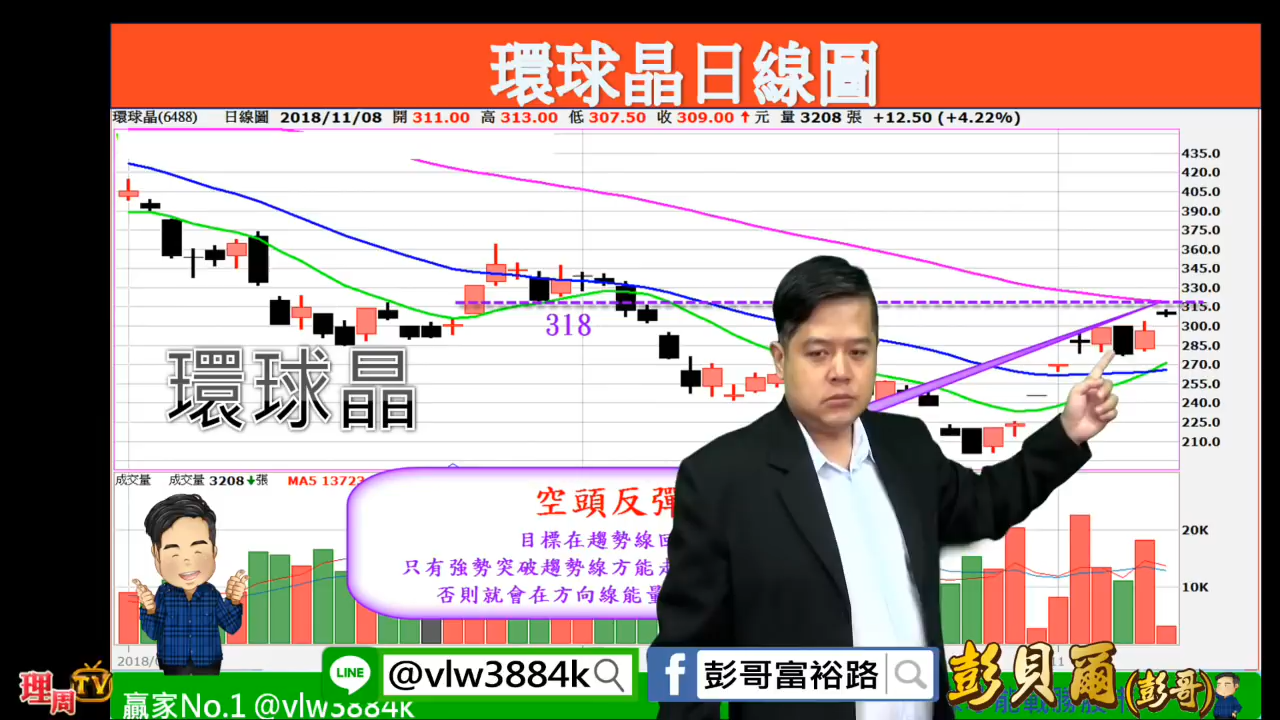 環球晶日線圖
環球晶(6488) 日線圖 2018/11/08 開 311.00 高 313.00 低 307.50 收 309.00 ↑ 元 量 3208 張 +12.50 (+4.22%)
435.0
420.0
405.0
390.0
375.0
360.0
345.0
330.0
315.0
300.0
285.0
270.0
255.0
240.0
225.0
210.0
318
環球晶
成交量 成交量 3208↓張 MA5 13723
空頭反彈
目標在趨勢線回
只有強勢突破趨勢線方能走
否則就會在方向線能量
20K
10K
2018/
11
理周TV
LINE @vlw3884k
f 彭哥富裕路
彭貝爾(彭哥)
贏家No.1 @vlw3884k